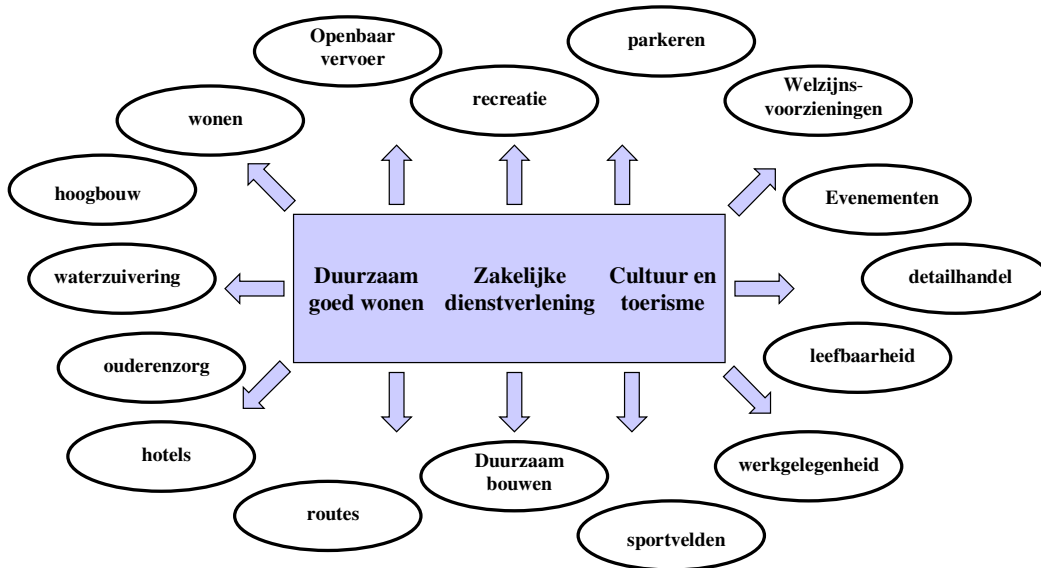 Openbaar
vervoer
parkeren
recreatie
Welzijns-
voorzieningen
wonen
hoogbouw
Evenementen
waterzuivering
Duurzaam
goed wonen
Zakelijke
dienstverlening
Cultuur en
toerisme
detailhandel
ouderenzorg
leefbaarheid
hotels
Duurzaam
bouwen
werkgelegenheid
routes
sportvelden